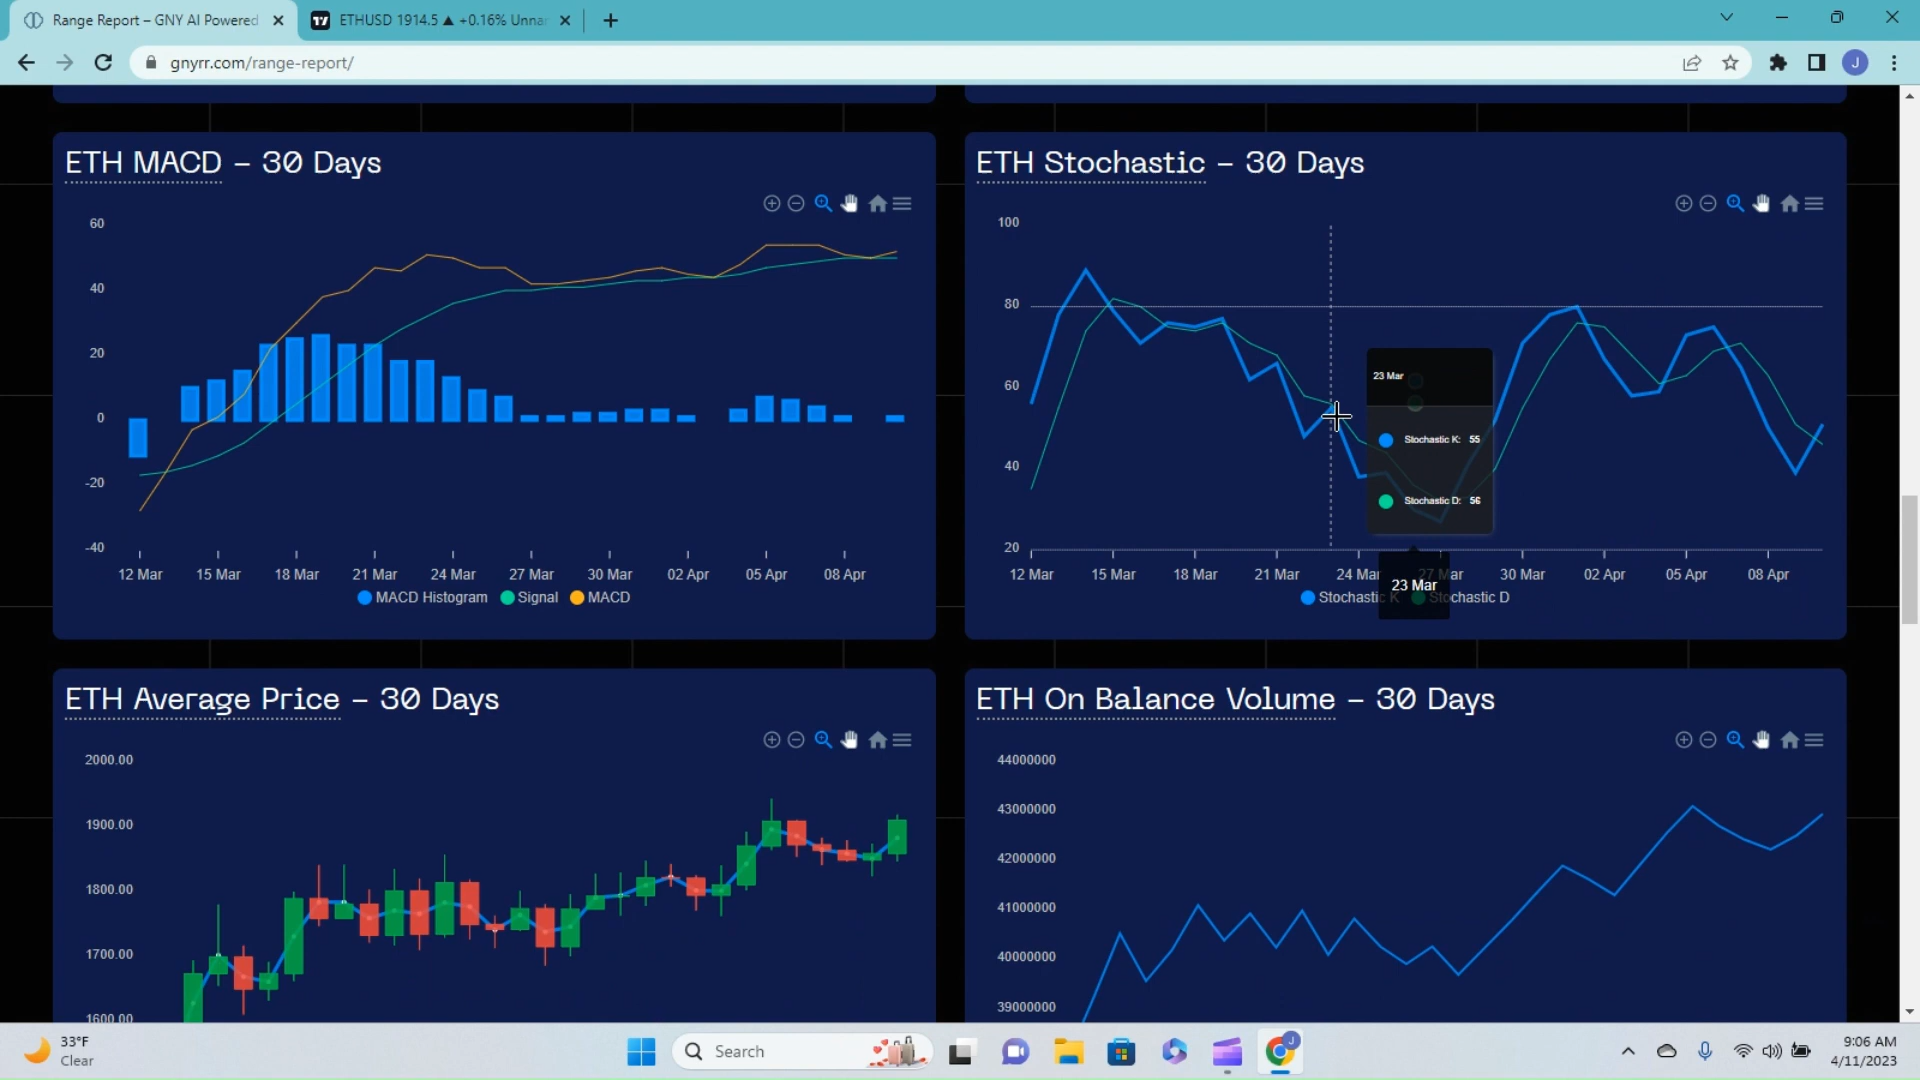 Range Report – GNY AI Powered
ETHUSD 1914.5 ▲ +0.16% Unna
gnyrr.com/range-report/
J
ETH MACD – 30 Days
60
40
20
0
-20
-40
12 Mar 15 Mar 18 Mar 21 Mar 24 Mar 27 Mar 30 Mar 02 Apr 05 Apr 08 Apr
MACD Histogram Signal MACD
ETH Stochastic – 30 Days
100
80
60
40
20
23 Mar
Stochastic K: 55
Stochastic D: 56
12 Mar 15 Mar 18 Mar 21 Mar 24 Mar 27 Mar 30 Mar 02 Apr 05 Apr 08 Apr
23 Mar
Stochastic K Stochastic D
ETH Average Price – 30 Days
2000.00
1900.00
1800.00
1700.00
1600.00
ETH On Balance Volume – 30 Days
44000000
43000000
42000000
41000000
40000000
39000000
33°F
Clear
Search
J
9:06 AM
4/11/2023